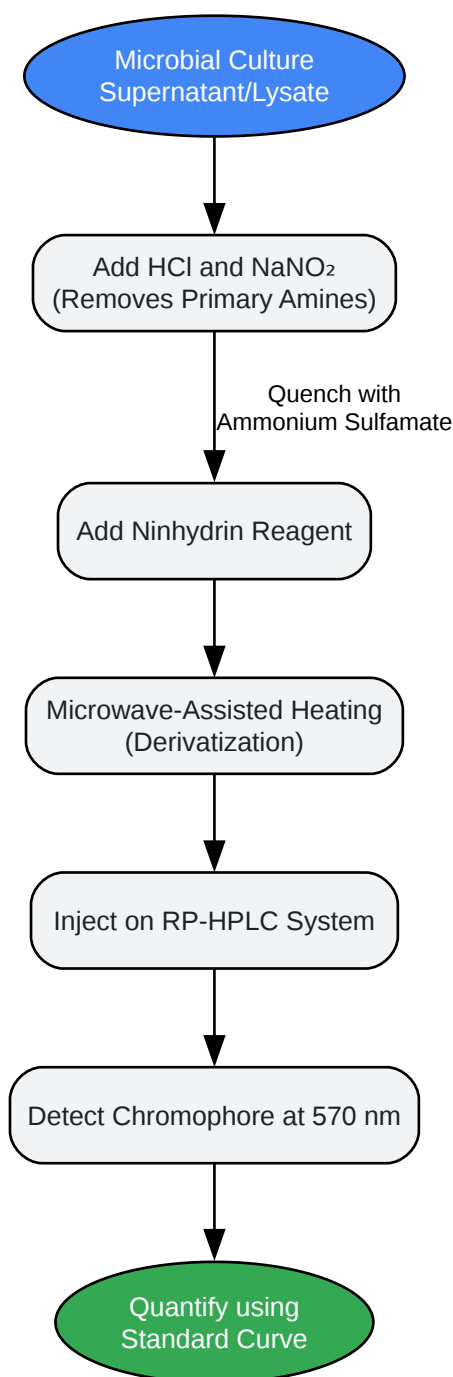 Microbial Culture
Supernatant/Lysate
Add HCl and NaNO₂
(Removes Primary Amines)
Quench with
Ammonium Sulfamate
Add Ninhydrin Reagent
Microwave-Assisted Heating
(Derivatization)
Inject on RP-HPLC System
Detect Chromophore at 570 nm
Quantify using
Standard Curve